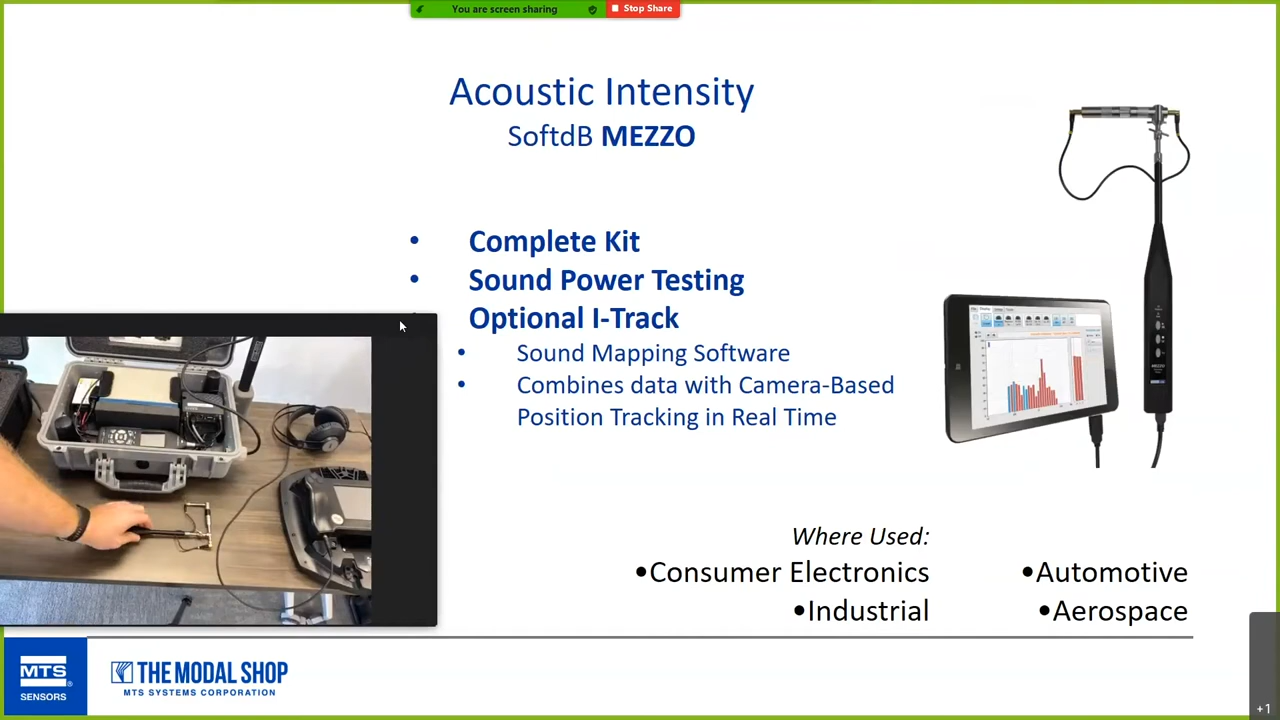 You are screen sharing
Stop Share
Acoustic Intensity
SoftdB MEZZO
• Complete Kit
• Sound Power Testing
Optional I-Track
• Sound Mapping Software
• Combines data with Camera-Based
Position Tracking in Real Time
MEZZO
Where Used:
•Consumer Electronics
•Automotive
•Industrial
•Aerospace
MTS®
SENSORS
THE MODAL SHOP
MTS SYSTEMS CORPORATION
+1